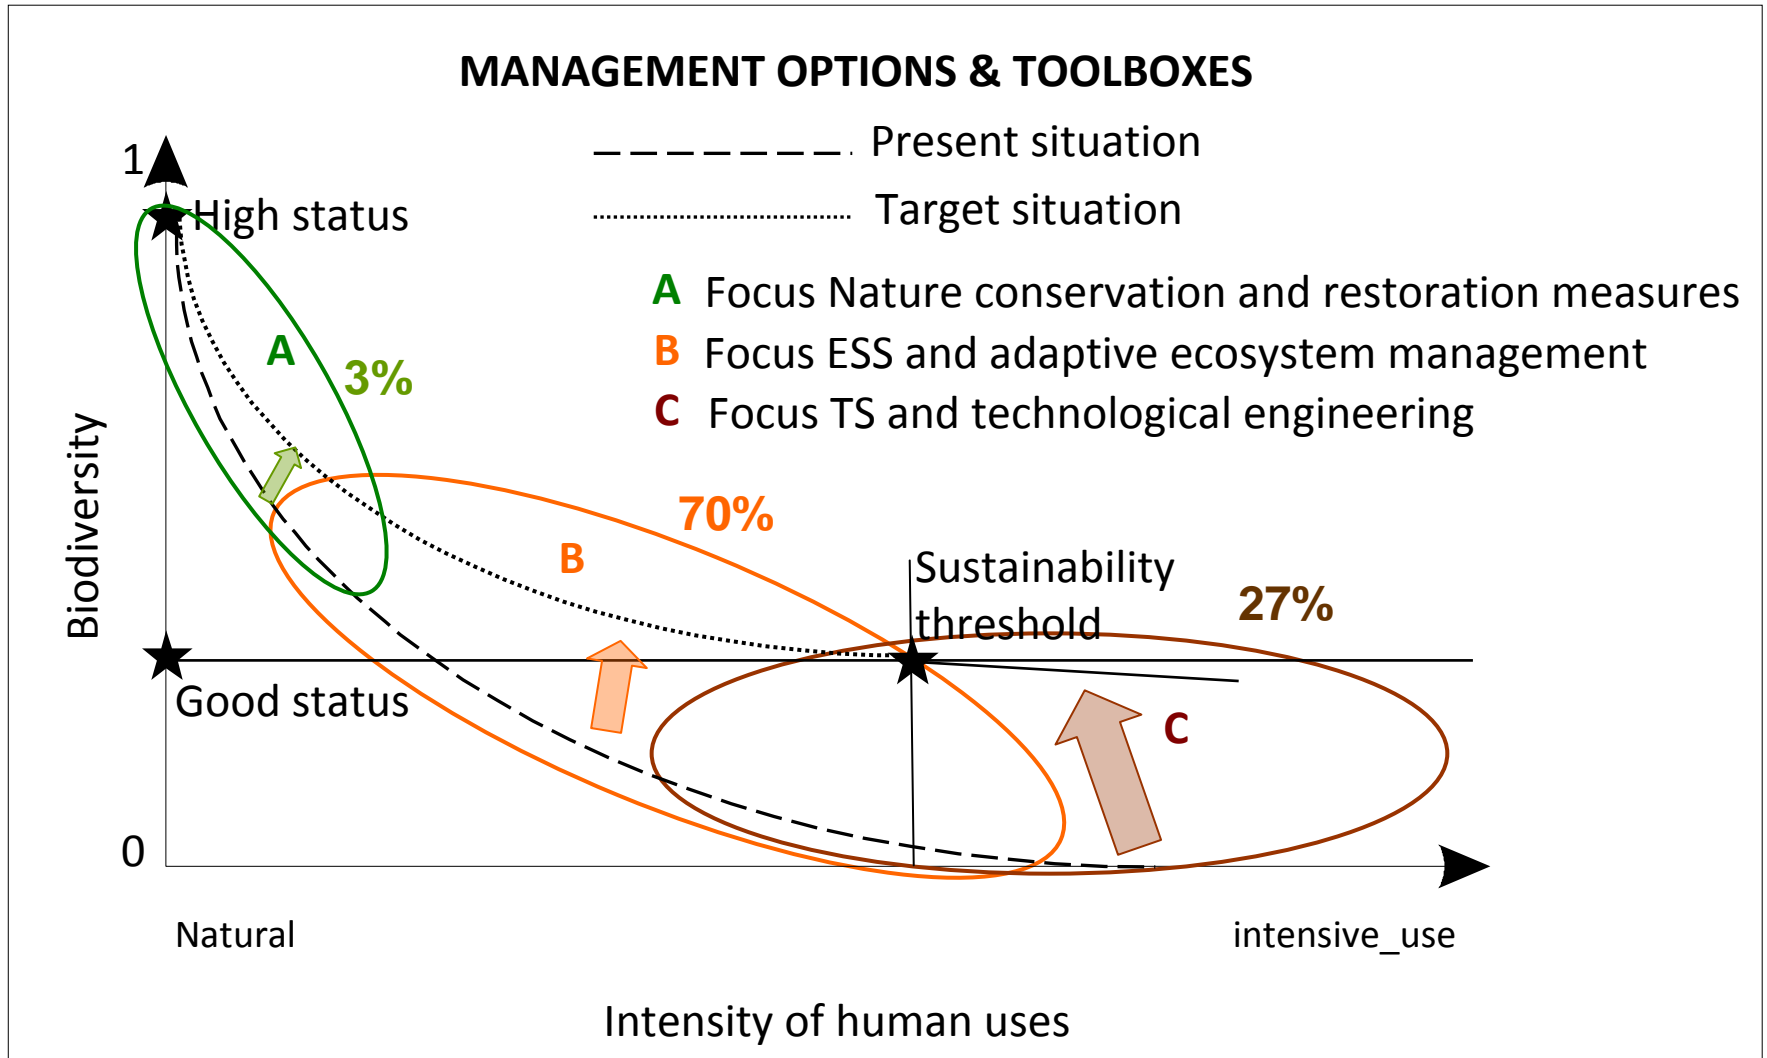 MANAGEMENT OPTIONS & TOOLBOXES
Present situation
Target situation
A Focus Nature conservation and restoration measures
B Focus ESS and adaptive ecosystem management
C Focus TS and technological engineering
1
High status
A
3%
70%
B
Sustainability
threshold
27%
Biodiversity
Good status
C
0
Natural
intensive_use
Intensity of human uses